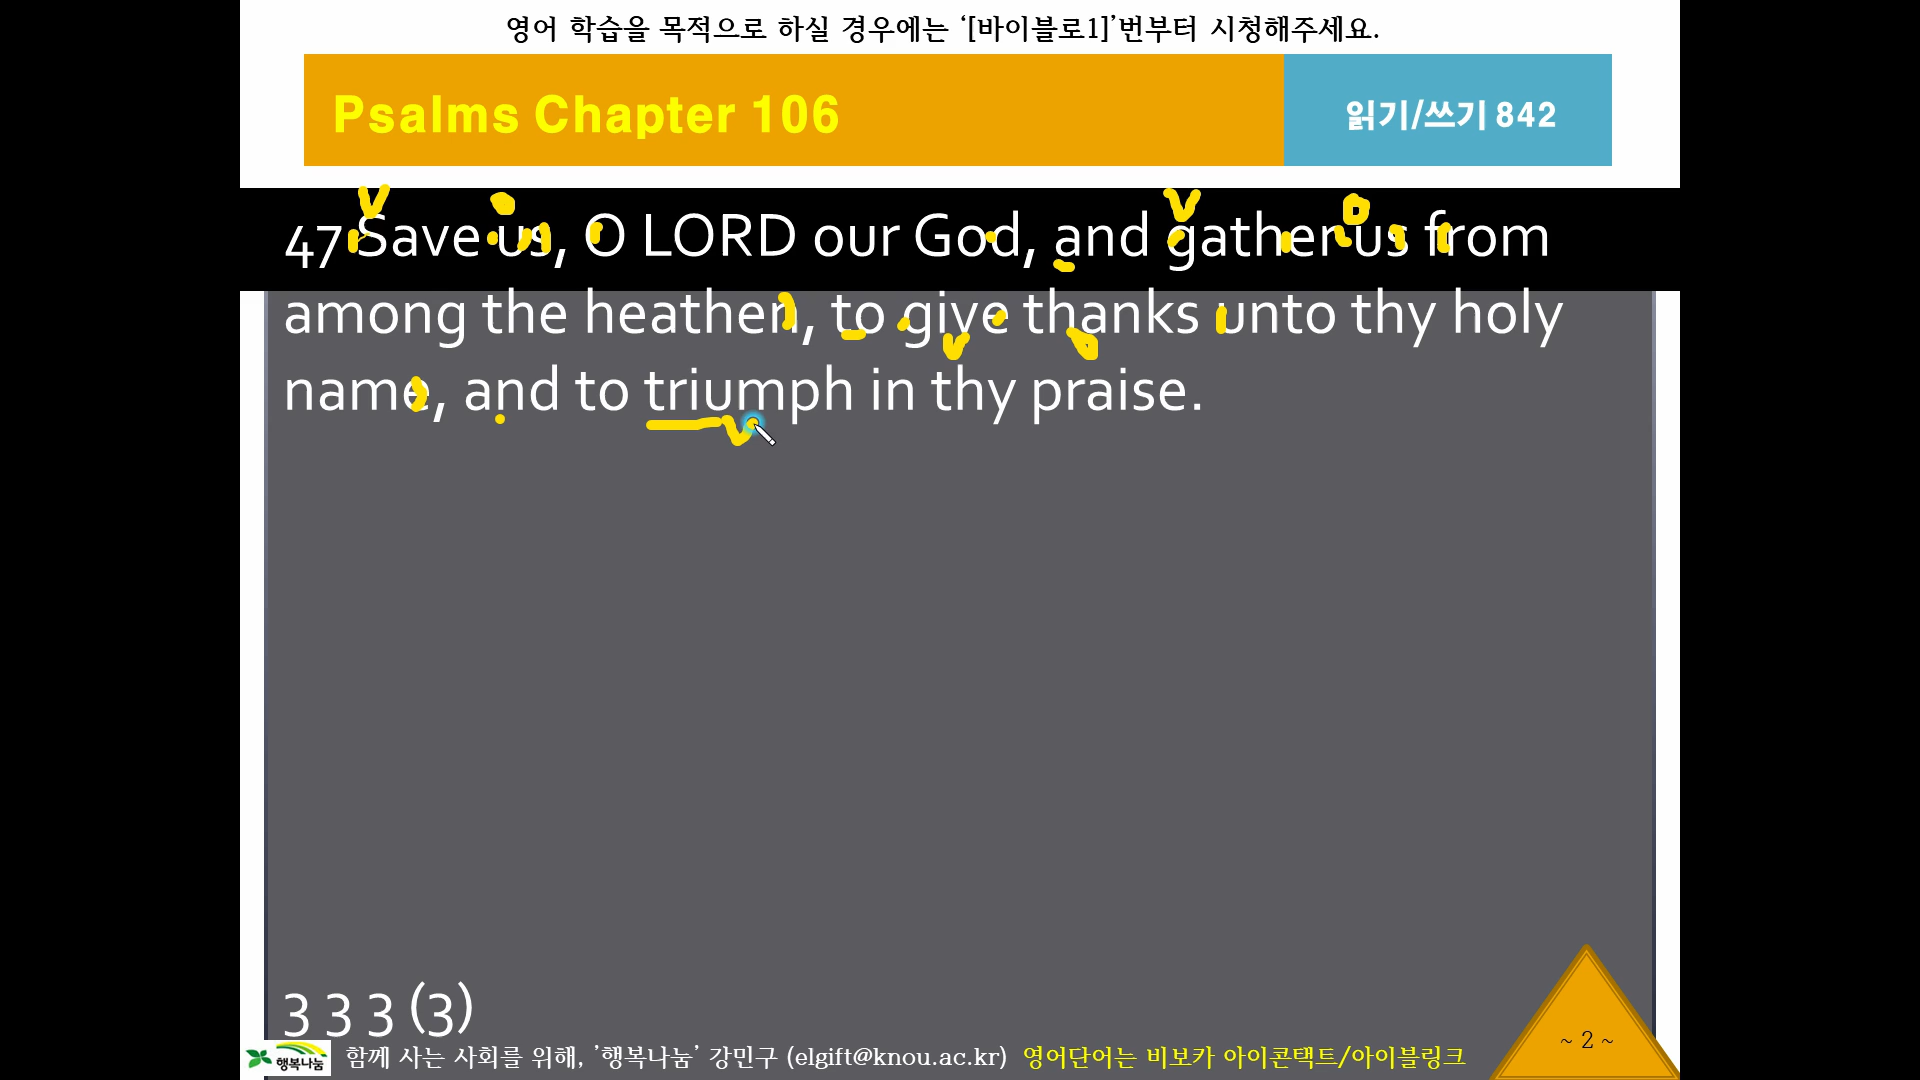 영어 학습을 목적으로 하실 경우에는 ‘[바이블로1]’번부터 시청해주세요.
Psalms Chapter 106
읽기/쓰기 842
47 Save us, O LORD our God, and gather us from
among the heathen, to give thanks unto thy holy
name, and to triumph in thy praise.
3 3 3 (3)
~ 2 ~
행복나눔
함께 사는 사회를 위해, ’행복나눔’ 강민구 (elgift@knou.ac.kr) 영어단어는 비보카 아이콘택트/아이블링크